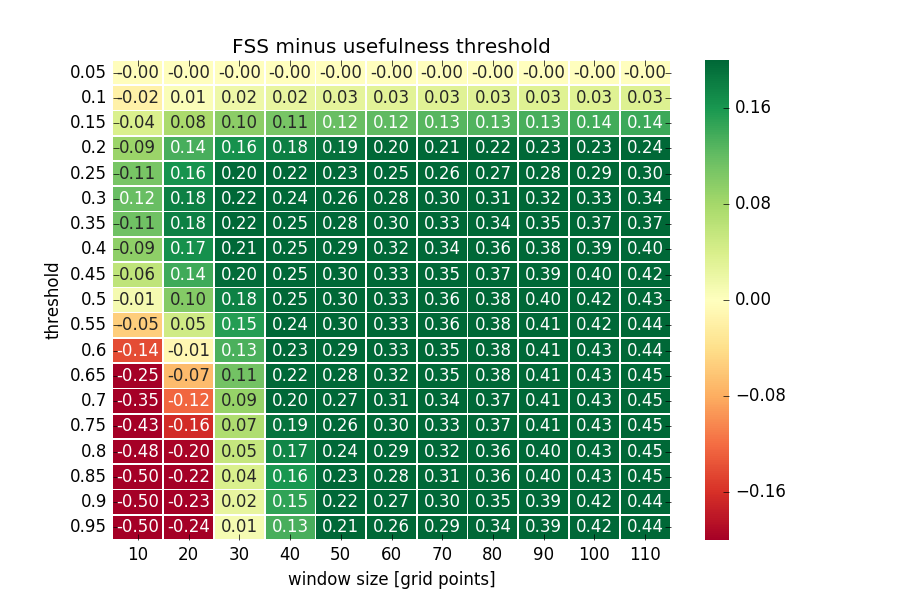 FSS minus usefulness threshold
0.05 -0.00 -0.00 -0.00 -0.00 -0.00 -0.00 -0.00 -0.00 -0.00 -0.00 -0.00
0.1 -0.02 0.01 0.02 0.02 0.03 0.03 0.03 0.03 0.03 0.03 0.03
0.15 0.04 0.08 0.10 0.11 0.12 0.12 0.13 0.13 0.13 0.14 0.14
0.2 0.09 0.14 0.16 0.18 0.19 0.20 0.21 0.22 0.23 0.23 0.24
0.25 0.11 0.16 0.20 0.22 0.23 0.25 0.26 0.27 0.28 0.29 0.30
0.3 0.12 0.18 0.22 0.24 0.26 0.28 0.30 0.31 0.32 0.33 0.34
0.35 0.11 0.18 0.22 0.25 0.28 0.30 0.33 0.34 0.35 0.37 0.37
0.4 0.09 0.17 0.21 0.25 0.29 0.32 0.34 0.36 0.38 0.39 0.40
0.45 0.06 0.14 0.20 0.25 0.30 0.33 0.35 0.37 0.39 0.40 0.42
0.5 0.01 0.10 0.18 0.25 0.30 0.33 0.36 0.38 0.40 0.42 0.43
0.55 -0.05 0.05 0.15 0.24 0.30 0.33 0.36 0.38 0.41 0.42 0.44
0.6 -0.14 -0.01 0.13 0.23 0.29 0.33 0.35 0.38 0.41 0.43 0.44
0.65 -0.25 -0.07 0.11 0.22 0.28 0.32 0.35 0.38 0.41 0.43 0.45
0.7 -0.35 -0.12 0.09 0.20 0.27 0.31 0.34 0.37 0.41 0.43 0.45
0.75 -0.43 -0.16 0.07 0.19 0.26 0.30 0.33 0.37 0.41 0.43 0.45
0.8 -0.48 -0.20 0.05 0.17 0.24 0.29 0.32 0.36 0.40 0.43 0.45
0.85 -0.50 -0.22 0.04 0.16 0.23 0.28 0.31 0.36 0.40 0.43 0.45
0.9 -0.50 -0.23 0.02 0.15 0.22 0.27 0.30 0.35 0.39 0.42 0.44
0.95 -0.50 -0.24 0.01 0.13 0.21 0.26 0.29 0.34 0.39 0.42 0.44
10 20 30 40 50 60 70 80 90 100 110
window size [grid points]
threshold
0.16
0.08
0.00
−0.08
−0.16